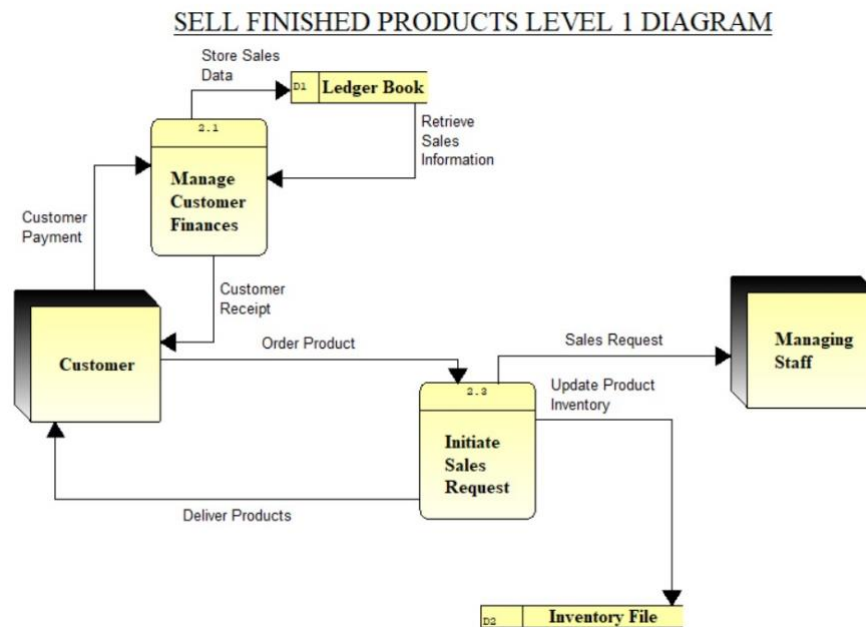 SELL FINISHED PRODUCTS LEVEL 1 DIAGRAM
Store Sales
Data
D1
Ledger Book
2.1
Manage
Customer
Finances
Retrieve
Sales
Information
Customer
Payment
Customer
Receipt
Customer
Order Product
Sales Request
Managing
Staff
Update Product
Inventory
2.3
Initiate
Sales
Request
Deliver Products
D2
Inventory File